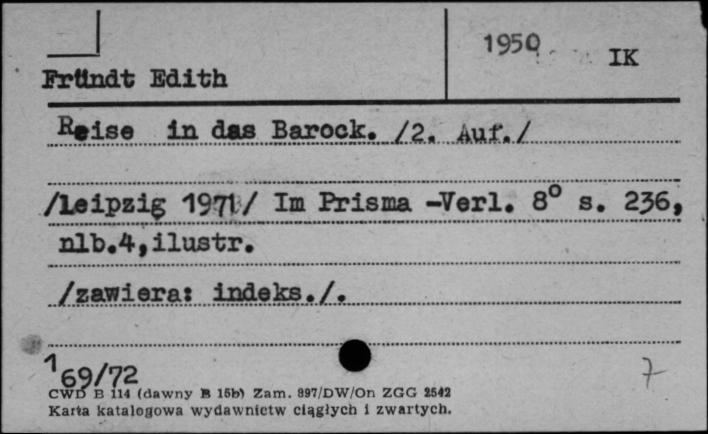 1950 IK
Fründt Edith
Reise in das Barock. /2. Auf./
/Leipzig 1971/ Im Prisma -Verl. 8° s. 236,
nlb.4,ilustr.
/zawiera: indeks./.
169/72
7
CWD B 114 (dawny B 15b) Zam. 897/DW/On ZGG 2542
Karta katalogowa wydawnictw ciągłych i zwartych.